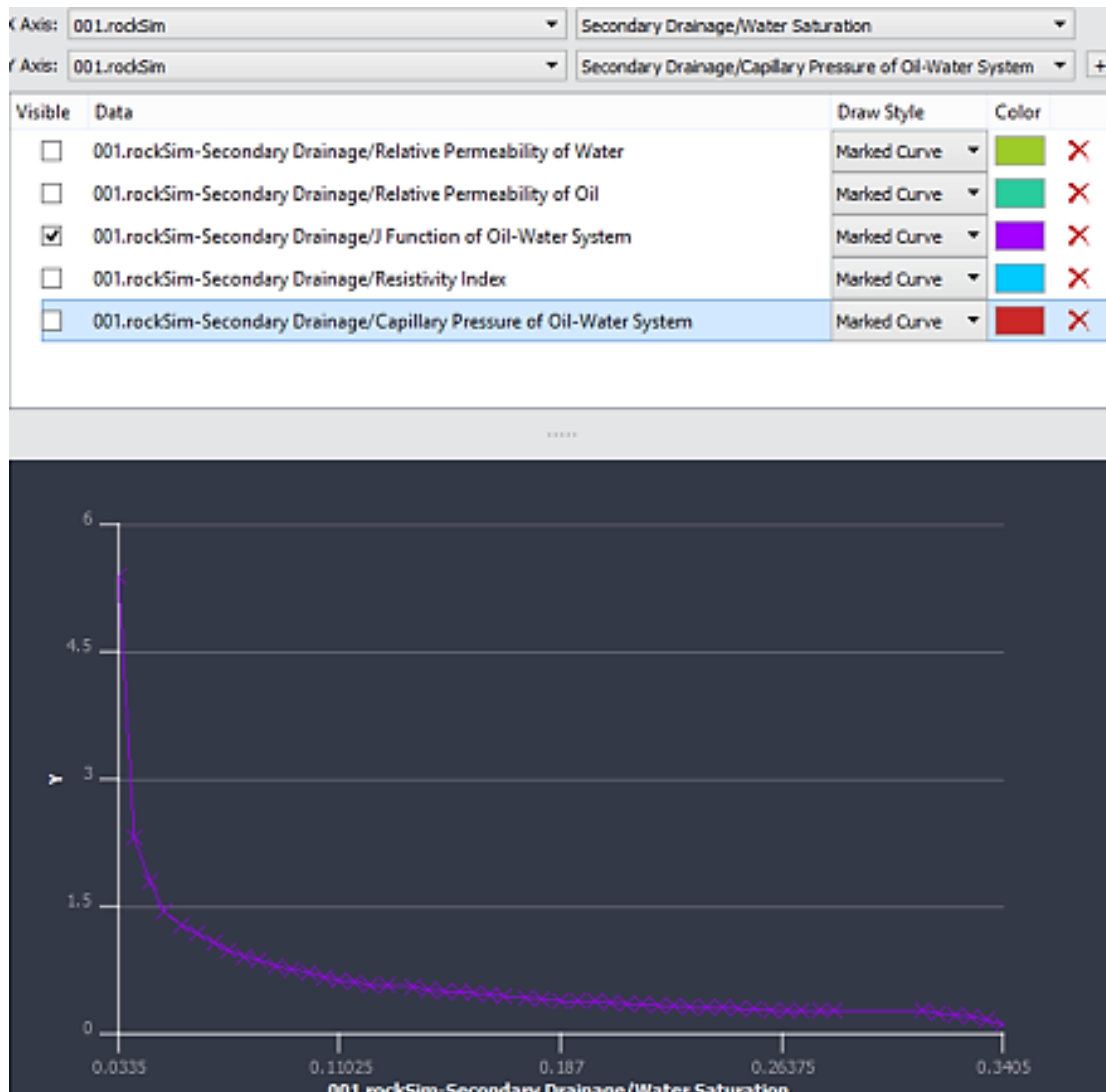 X Axis: 001.rockSim Secondary Drainage/Water Saturation
Y Axis: 001.rockSim Secondary Drainage/Capillary Pressure of Oil-Water System +
Visible Data Draw Style Color
001.rockSim-Secondary Drainage/Relative Permeability of Water Marked Curve
001.rockSim-Secondary Drainage/Relative Permeability of Oil Marked Curve
001.rockSim-Secondary Drainage/J Function of Oil-Water System Marked Curve
001.rockSim-Secondary Drainage/Resistivity Index Marked Curve
001.rockSim-Secondary Drainage/Capillary Pressure of Oil-Water System Marked Curve
6
4.5
Y
3
1.5
0
0.0335 0.11025 0.187 0.26375 0.3405
001.rockSim-Secondary Drainage/Water Saturation